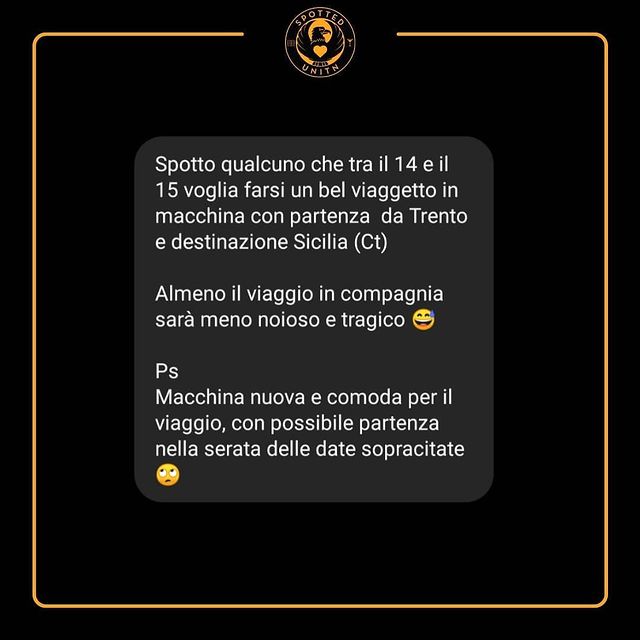 SPOTTED
UNITN
Spotto qualcuno che tra il 14 e il
15 voglia farsi un bel viaggetto in
macchina con partenza  da Trento
e destinazione Sicilia (Ct)
Almeno il viaggio in compagnia
sarà meno noioso e tragico 😅
Ps
Macchina nuova e comoda per il
viaggio, con possibile partenza
nella serata delle date sopracitate
🙄